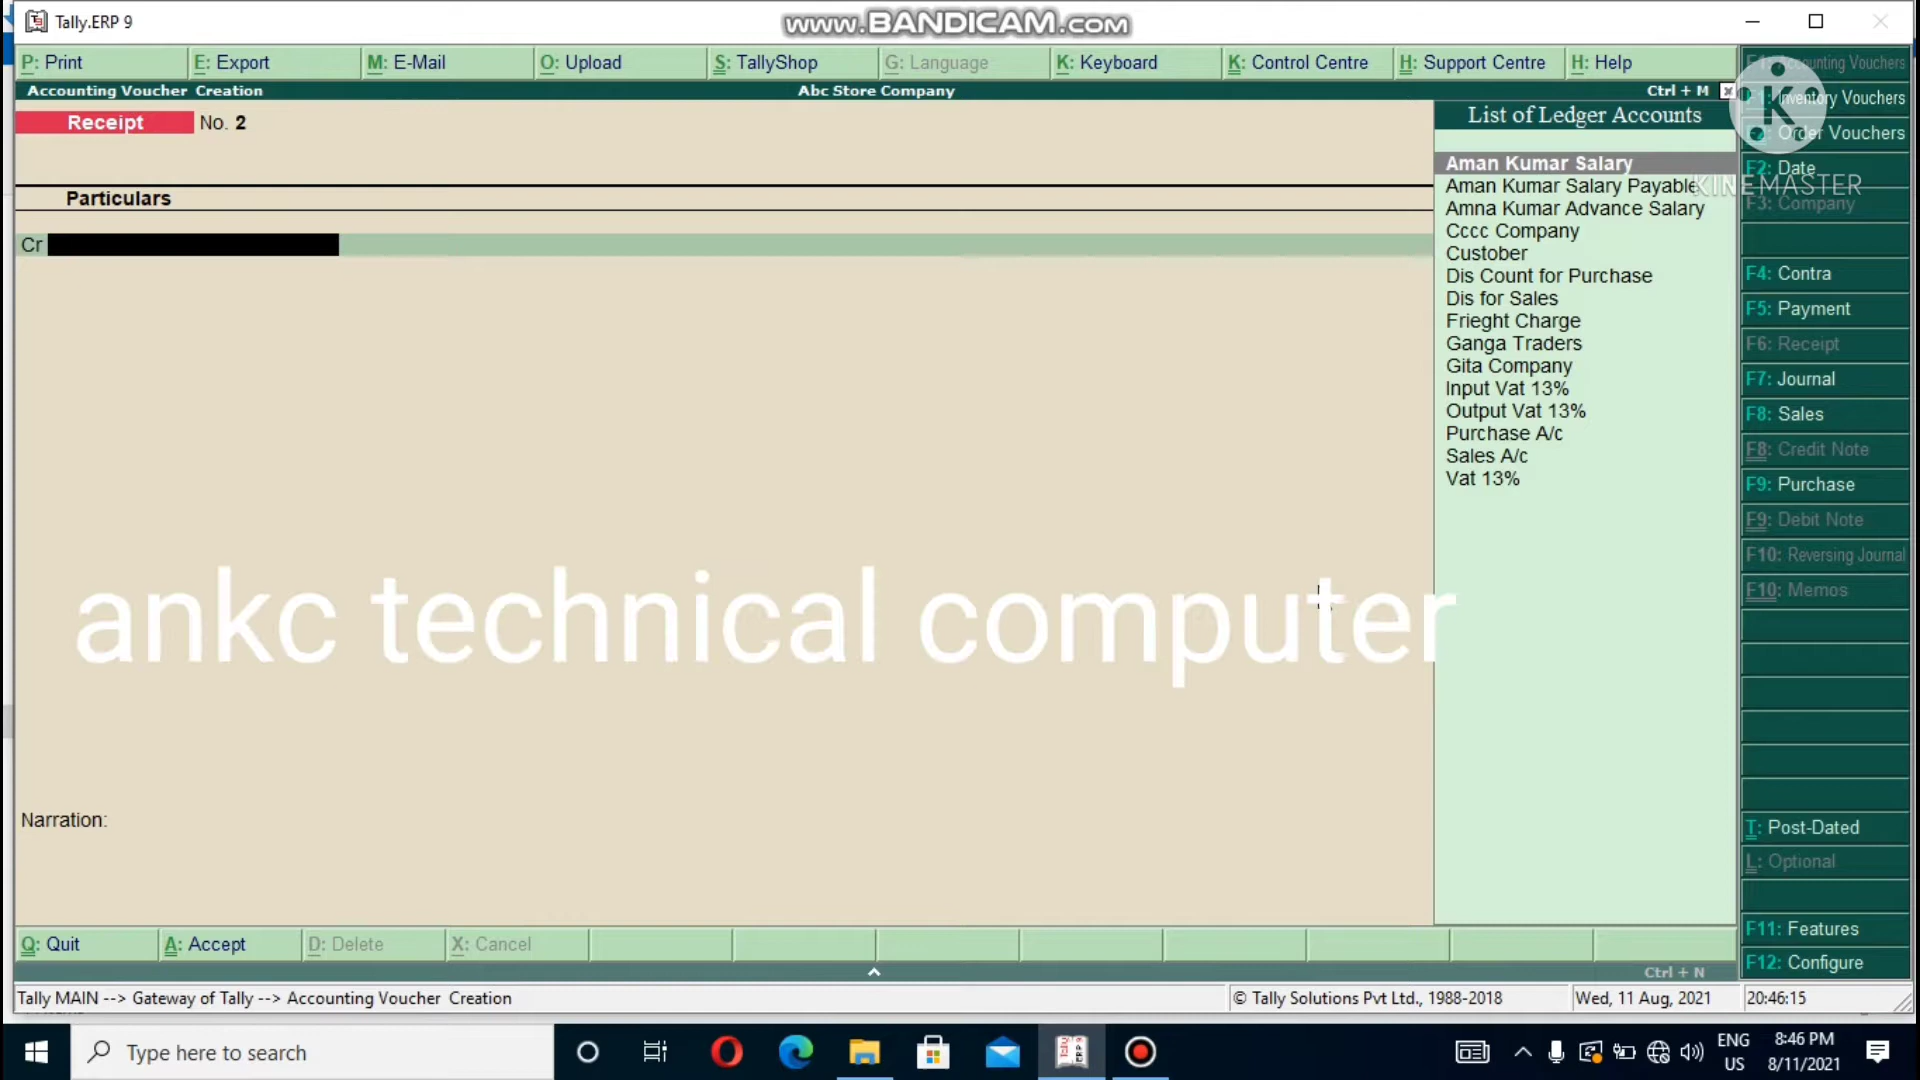 Tally.ERP 9
www.BANDICAM.com
P: Print E: Export M: E-Mail O: Upload S: TallyShop G: Language K: Keyboard K: Control Centre H: Support Centre H: Help
Accounting Voucher Creation Abc Store Company Ctrl + M
Receipt No. 2
Particulars
Cr
Narration:
List of Ledger Accounts
Aman Kumar Salary
Aman Kumar Salary Payable
Amna Kumar Advance Salary
Cccc Company
Custober
Dis Count for Purchase
Dis for Sales
Frieght Charge
Ganga Traders
Gita Company
Input Vat 13%
Output Vat 13%
Purchase A/c
Sales A/c
Vat 13%
F1: Accounting Vouchers
F1: Inventory Vouchers
F2: Order Vouchers
F2: Date
F3: Company
F4: Contra
F5: Payment
F6: Receipt
F7: Journal
F8: Sales
F8: Credit Note
F9: Purchase
F9: Debit Note
F10: Reversing Journal
F10: Memos
T: Post-Dated
L: Optional
F11: Features
F12: Configure
K
KINEMASTER
ankc technical computer
Q: Quit A: Accept D: Delete X: Cancel
Ctrl + N
Tally MAIN --> Gateway of Tally --> Accounting Voucher Creation © Tally Solutions Pvt Ltd., 1988-2018 Wed, 11 Aug, 2021 20:46:15
Type here to search
ENG
US
8:46 PM
8/11/2021